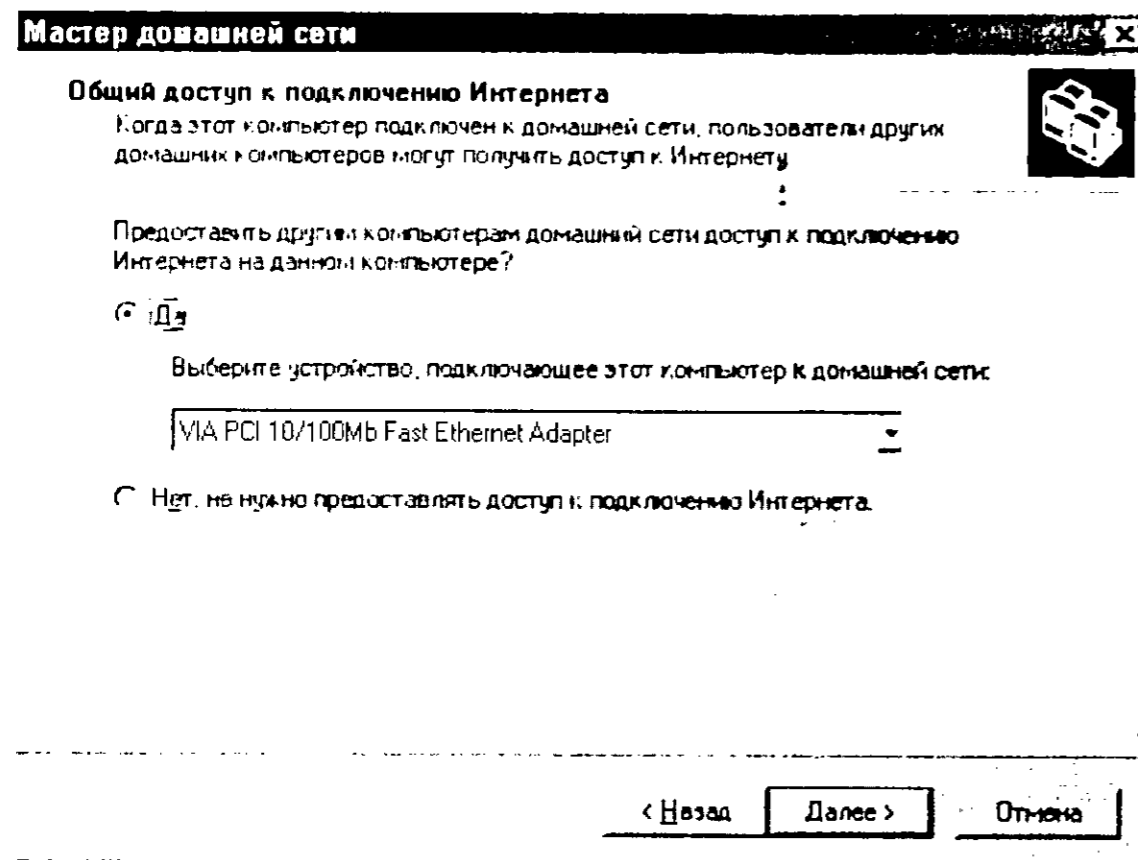 Мастер домашней сети
Общий доступ к подключению Интернета
Когда этот компьютер подключен к домашней сети, пользователи других
домашних компьютеров могут получить доступ к Интернету
Предоставить другим компьютерам домашний сети доступ к подключению
Интернета на данном компьютере?
Да
Выберите устройство, подключающее этот компьютер к домашней сети:
VIA PCI 10/100Mb Fast Ethernet Adapter
Нет, не нужно предоставлять доступ к подключению Интернета.
< Назад Далее > Отмена